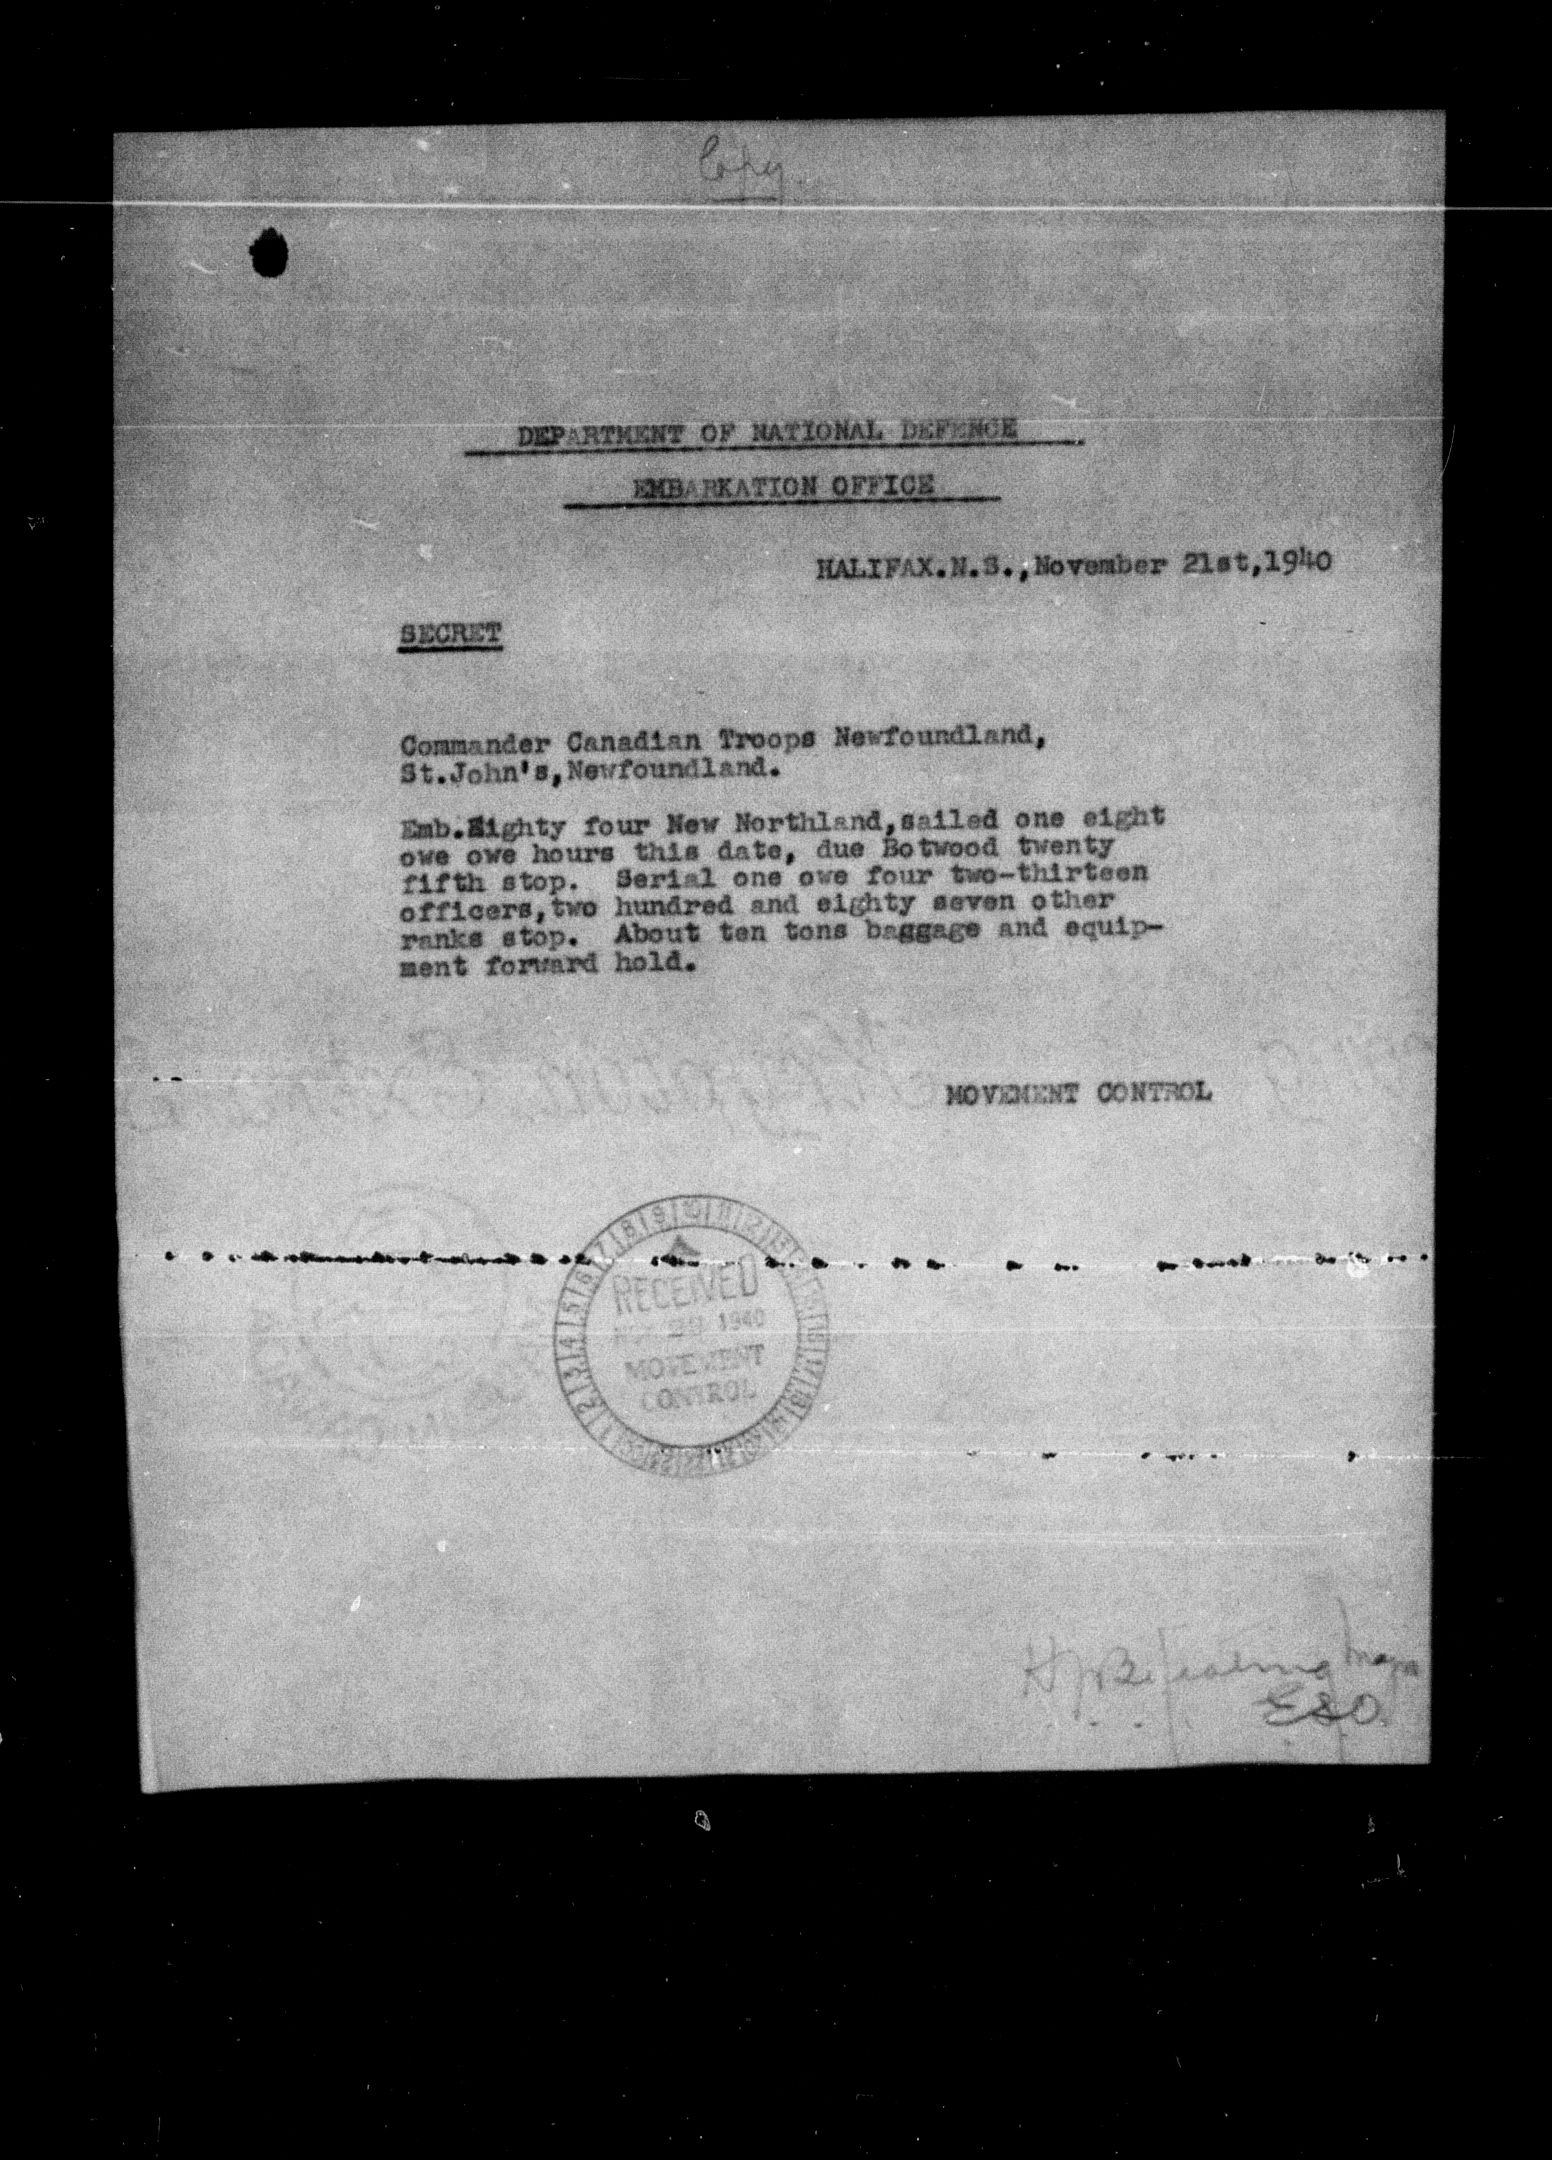 Copy
DEPARTMENT OF NATIONAL DEFENCE
EMBARKATION OFFICE
HALIFAX.N.S.,November 21st,1940
SECRET
Commander Canadian Troops Newfoundland,
St.John's,Newfoundland.
Emb.Eighty four New Northland,sailed one eight
owe owe hours this date, due Botwood twenty
fifth stop. Serial one owe four two-thirteen
officers,two hundred and eighty seven other
ranks stop. About ten tons baggage and equip-
ment forward hold.
MOVEMENT CONTROL
RECEIVED
1940
MOVEMENT
CONTROL
Major
ESO